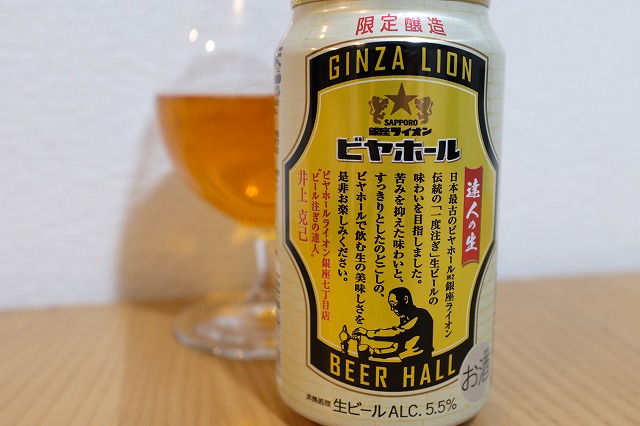 限定醸造
GINZA LION
SAPPORO
銀座ライオン
ビヤホール
達人の生
日本最古のビヤホール※2銀座ライオン
伝統の「一度注ぎ」生ビールの
味わいを目指しました。
苦みを抑えた味わいと、
すっきりとしたのどこしの、
ビヤホールで飲む生の美味しさを
是非お楽しみください。
ビヤホールライオン銀座七丁目店
"ビール注ぎの達人"
井上 克己
BEER HALL
お酒
非熱処理 生ビール ALC. 5.5%